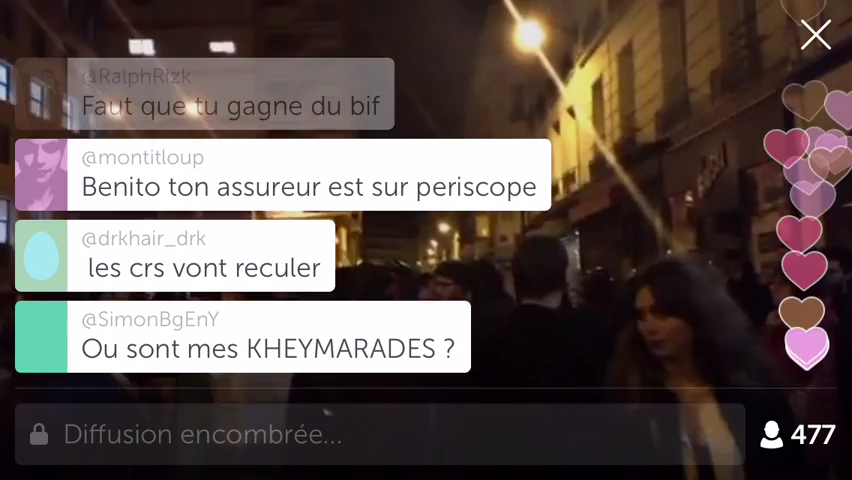 @RalphRizk
Faut que tu gagne du bif
@montitloup
Benito ton assureur est sur periscope
@drkhair_drk
les crs vont reculer
@SimonBgEnY
Ou sont mes KHEYMARADES ?
Diffusion encombrée...
477